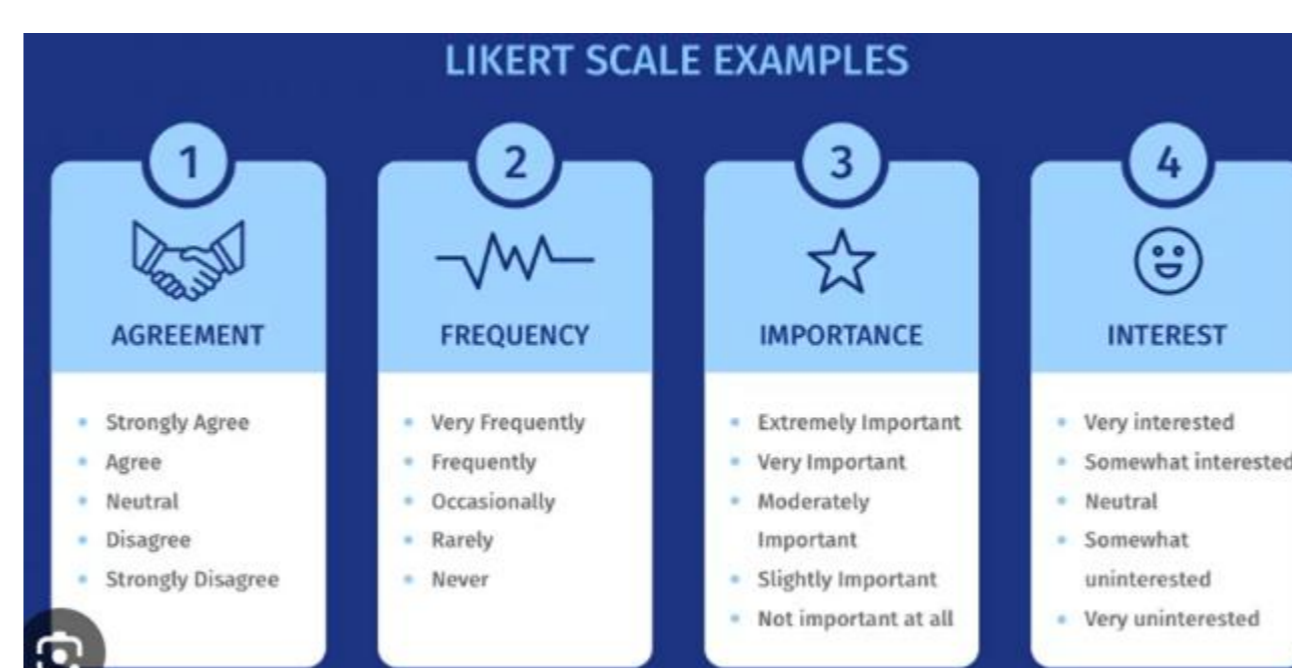 LIKERT SCALE EXAMPLES
1
AGREEMENT
Strongly Agree
Agree
Neutral
Disagree
Strongly Disagree
2
FREQUENCY
Very Frequently
Frequently
Occasionally
Rarely
Never
3
IMPORTANCE
Extremely Important
Very Important
Moderately
Important
Slightly Important
Not important at all
4
INTEREST
Very interested
Somewhat interested
Neutral
Somewhat
uninterested
Very uninterested